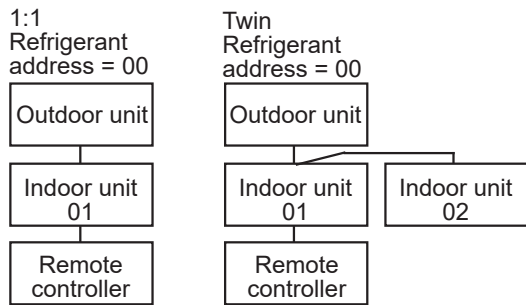 1:1
Refrigerant
address = 00
Outdoor unit
Indoor unit
01
Remote
controller
Twin
Refrigerant
address = 00
Outdoor unit
Indoor unit
01
Indoor unit
02
Remote
controller